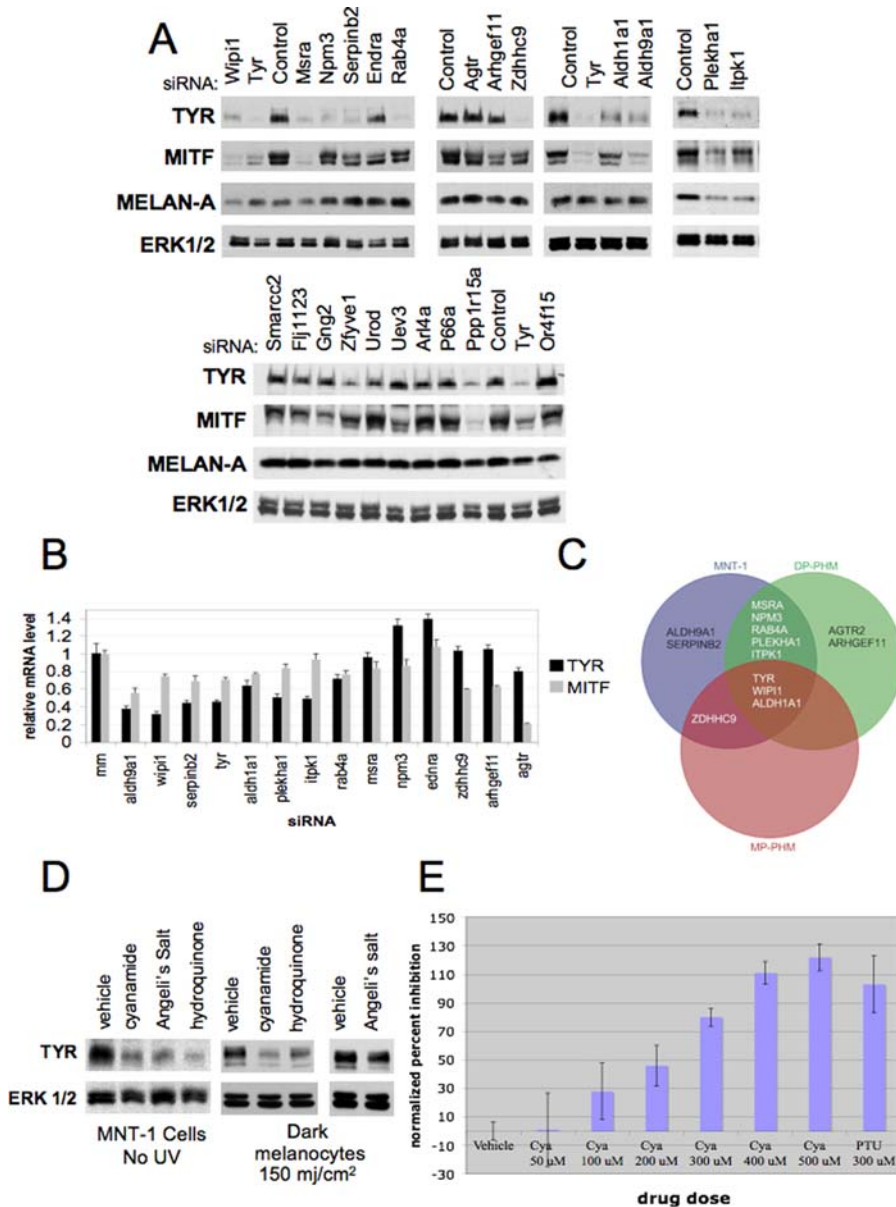 A
siRNA:
Wipi1
Tyr
Control
Msra
Npm3
Serpinb2
Endra
Rab4a
Control
Agtr
Arhgef11
Zdhhc9
Control
Tyr
Aldh1a1
Aldh9a1
Control
Plekha1
Itpk1
TYR
MITF
MELAN-A
ERK1/2
siRNA:
Smarcc2
Flj1123
Gng2
Zfyve1
Urod
Uev3
Arl4a
P66a
Ppp1r15a
Control
Tyr
Or4f15
TYR
MITF
MELAN-A
ERK1/2
B
relative mRNA level
1.4
1.2
1
0.8
0.6
0.4
0.2
0
mm
aldh9a1
wipi1
serpinb2
tyr
aldh1a1
plekha1
itpk1
rab4a
msra
npm3
ednra
zdhhc9
arhgef11
agtr
siRNA
TYR
MITF
C
MNT-1
DP-PHM
ALDH9A1
SERPINB2
MSRA
NPM3
RAB4A
PLEKHA1
ITPK1
AGTR2
ARHGEF11
TYR
WIPI1
ALDH1A1
ZDHHC9
MP-PHM
D
vehicle
cyanamide
Angeli's Salt
hydroquinone
vehicle
cyanamide
hydroquinone
vehicle
Angeli's salt
TYR
ERK 1/2
MNT-1 Cells
No UV
Dark
melanocytes
150 mj/cm²
E
normalized percent inhibition
150
130
110
90
70
50
30
10
-10
-30
Vehicle
Cya
50 uM
Cya
100 uM
Cya
200 uM
Cya
300 uM
Cya
400 uM
Cya
500 uM
PTU
300 uM
drug dose